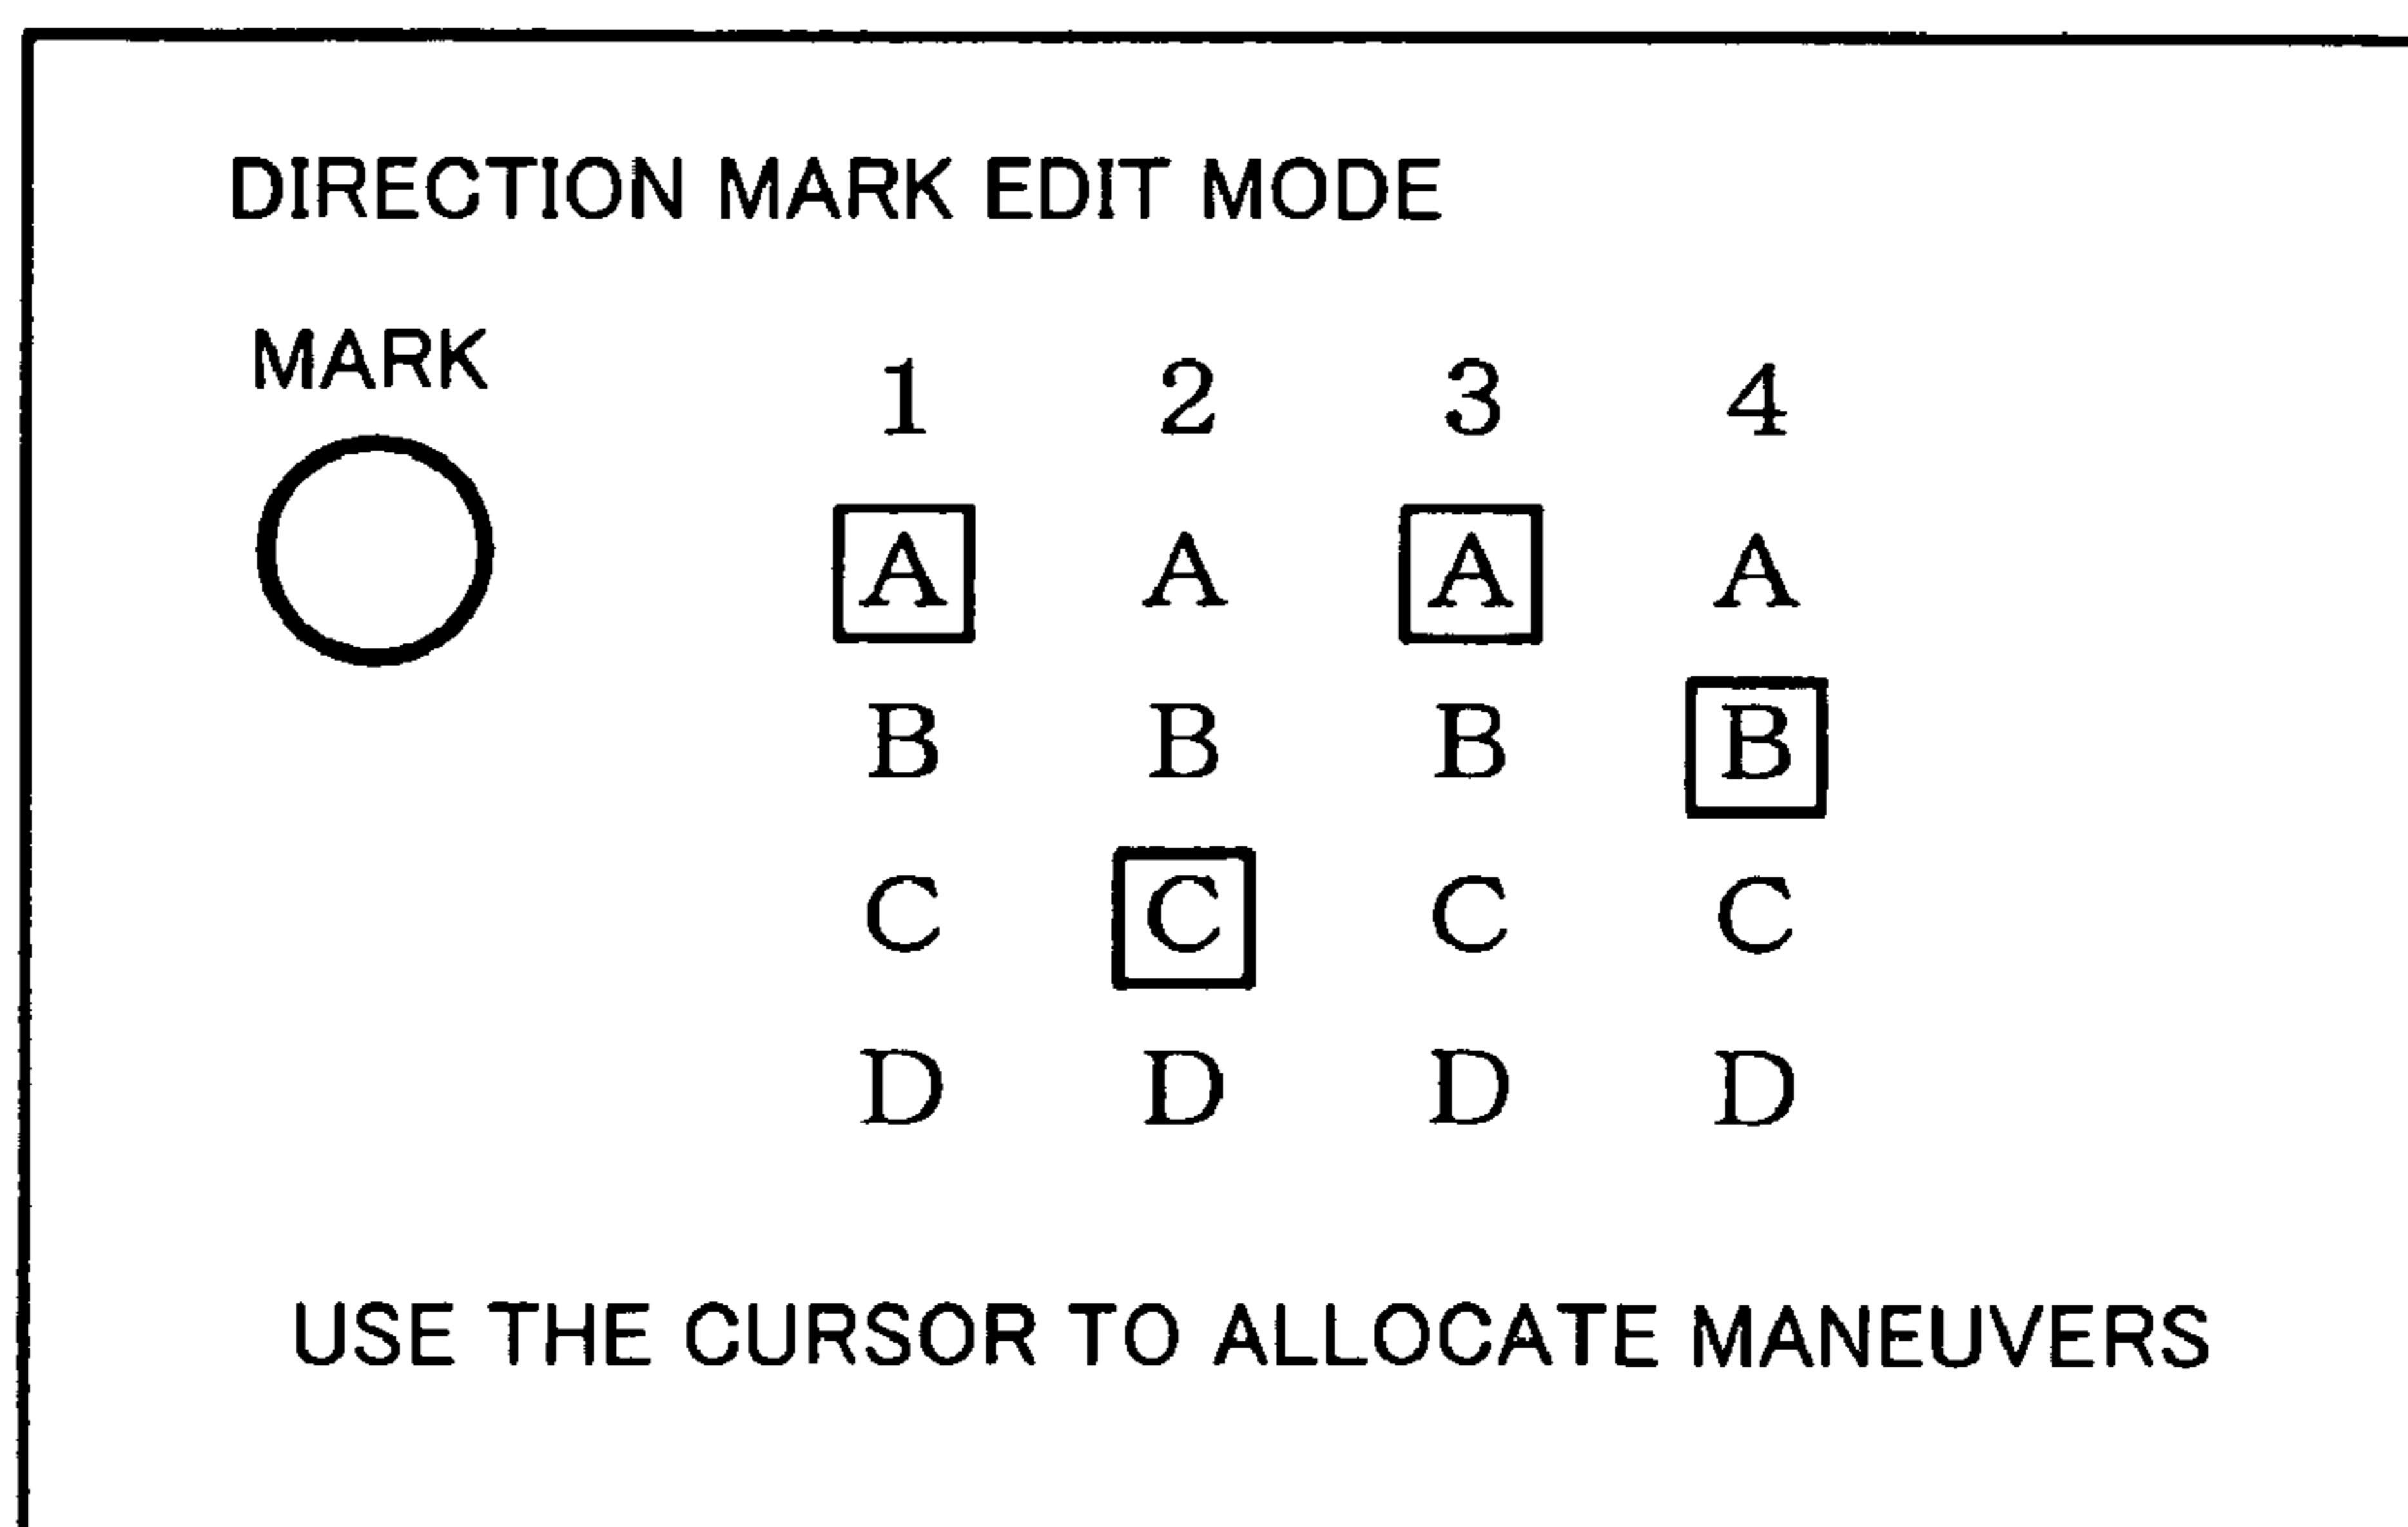 DIRECTION MARK EDIT MODE
MARK
1 2 3 4
A A A A
B B B B
C C C C
D D D D
USE THE CURSOR TO ALLOCATE MANEUVERS